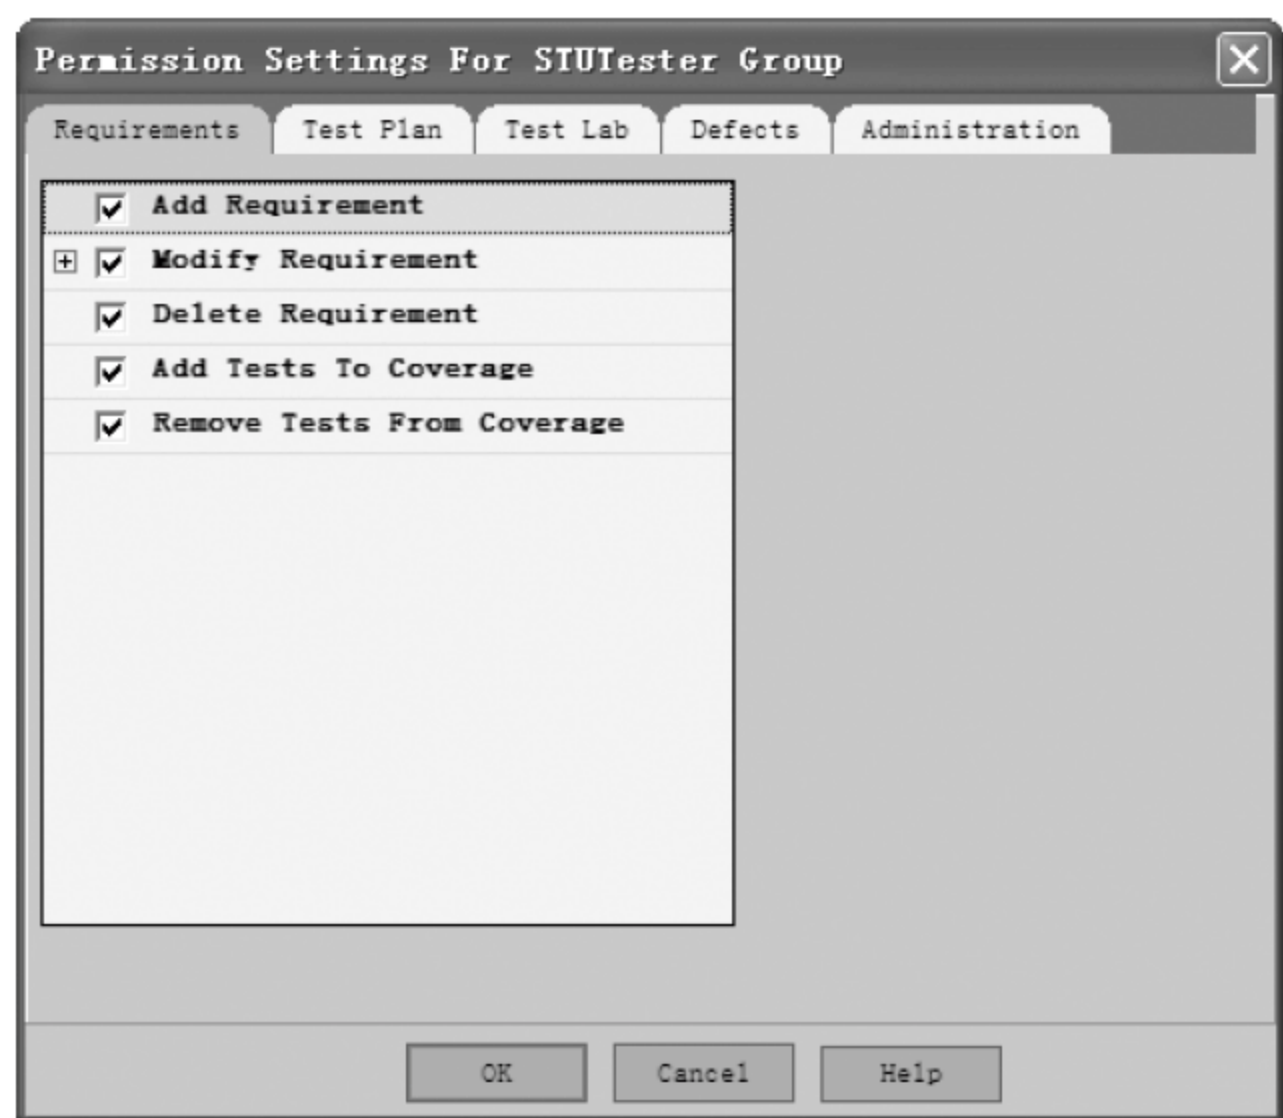 Permission Settings For STUTester Group
Requirements Test Plan Test Lab Defects Administration
Add Requirement
Modify Requirement
Delete Requirement
Add Tests To Coverage
Remove Tests From Coverage
OK Cancel Help